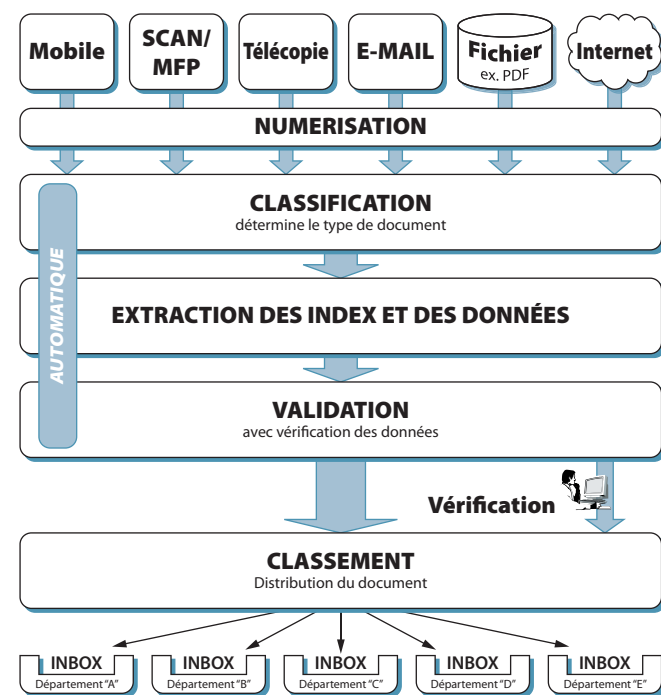 Mobile
SCAN/
MFP
Télécopie
E-MAIL
Fichier
ex. PDF
Internet
NUMERISATION
AUTOMATIQUE
CLASSIFICATION
détermine le type de document
EXTRACTION DES INDEX ET DES DONNÉES
VALIDATION
avec vérification des données
Vérification
CLASSEMENT
Distribution du document
INBOX
Département "A"
INBOX
Département "B"
INBOX
Département "C"
INBOX
Département "D"
INBOX
Département "E"